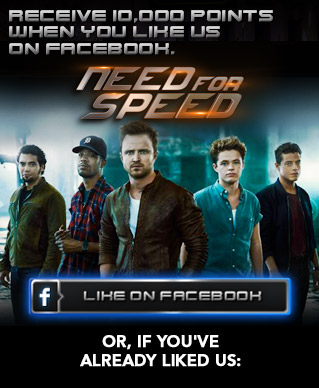 RECEIVE 10,000 POINTS
WHEN YOU LIKE US
ON FACEBOOK.
NEED FOR
SPEED
f LIKE ON FACEBOOK
OR, IF YOU'VE
ALREADY LIKED US: